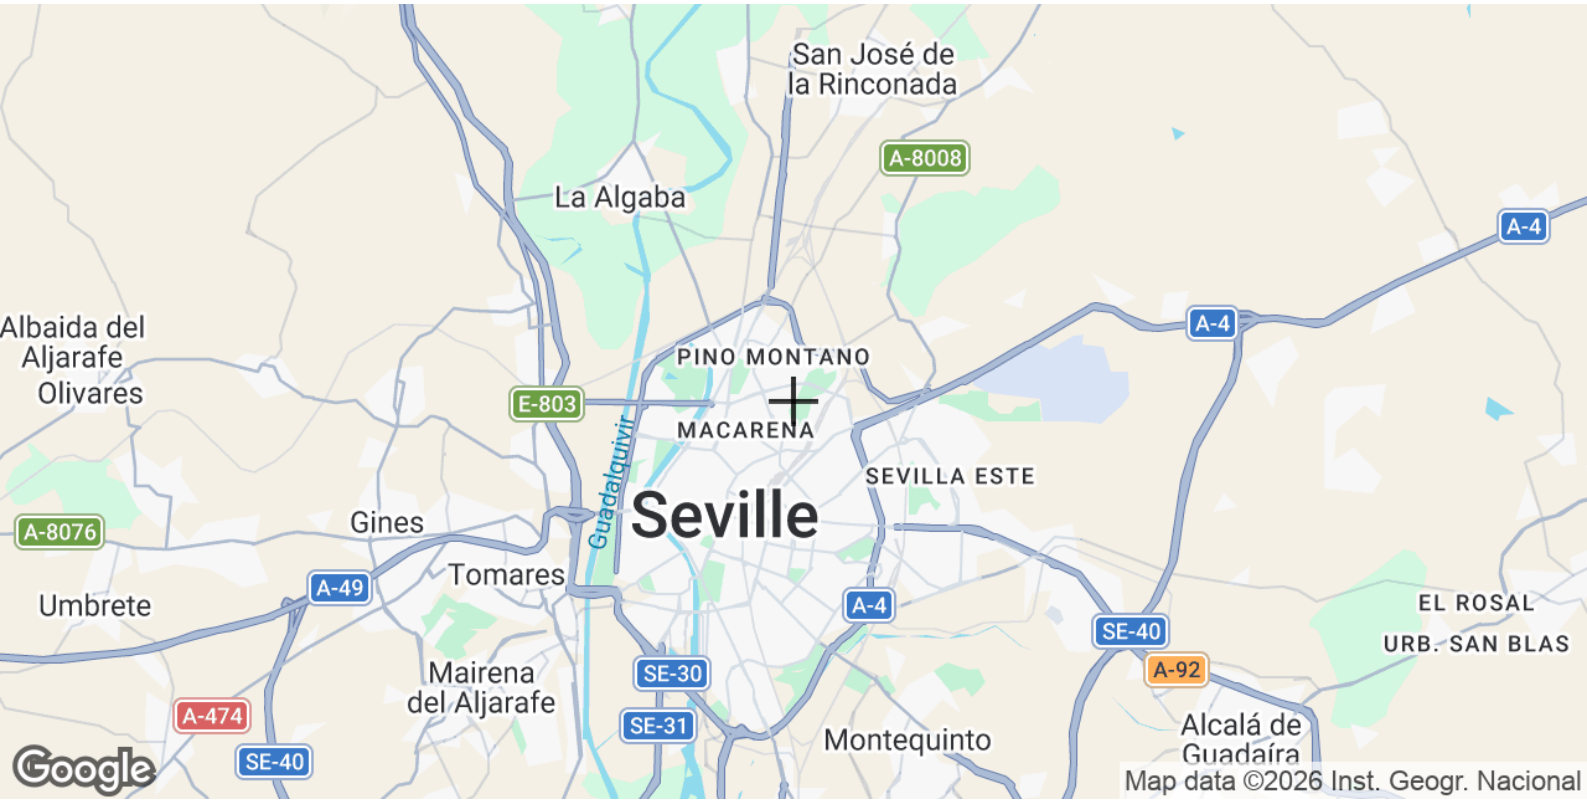 San José de
la Rinconada
A-8008
La Algaba
A-4
A-4
Albaida del
Aljarafe
Olivares
PINO MONTANO
E-803
MACARENA
Guadalquivir
SEVILLA ESTE
Seville
Gines
A-8076
Tomares
A-49
Umbrete
A-4
EL ROSAL
SE-40
URB. SAN BLAS
SE-30
A-92
Mairena
del Aljarafe
A-474
SE-31
Alcalá de
Guadaíra
Montequinto
SE-40
Google
Map data ©2026 Inst. Geogr. Nacional